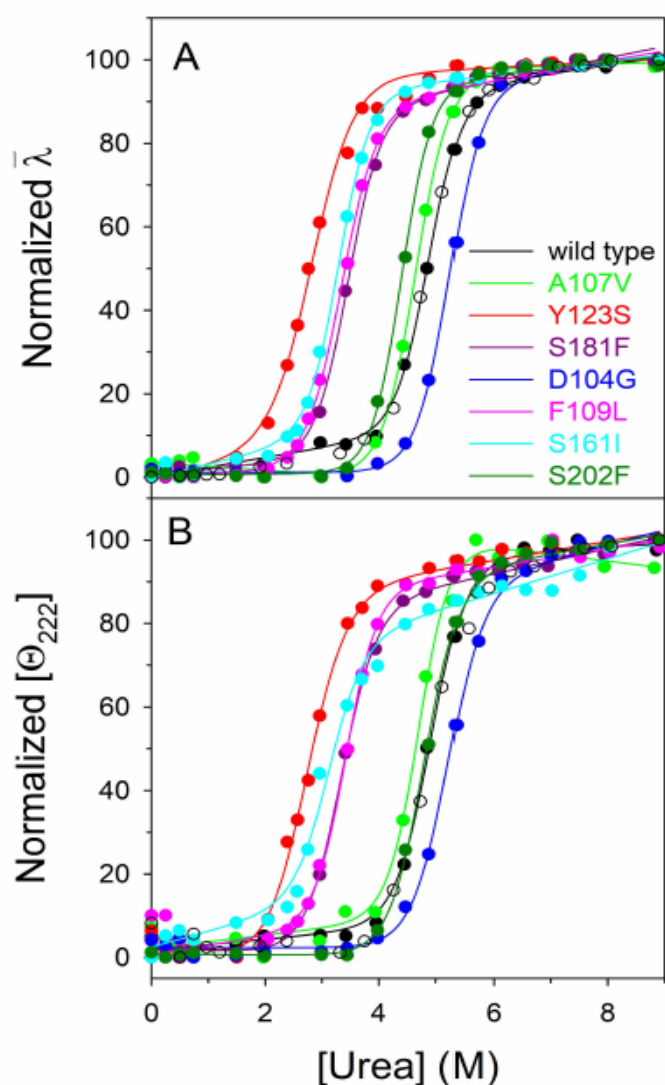 A
Normalized λ̄
100
80
60
40
20
0
wild type
A107V
Y123S
S181F
D104G
F109L
S161I
S202F
B
Normalized [Θ222]
100
80
60
40
20
0
0 2 4 6 8
[Urea] (M)